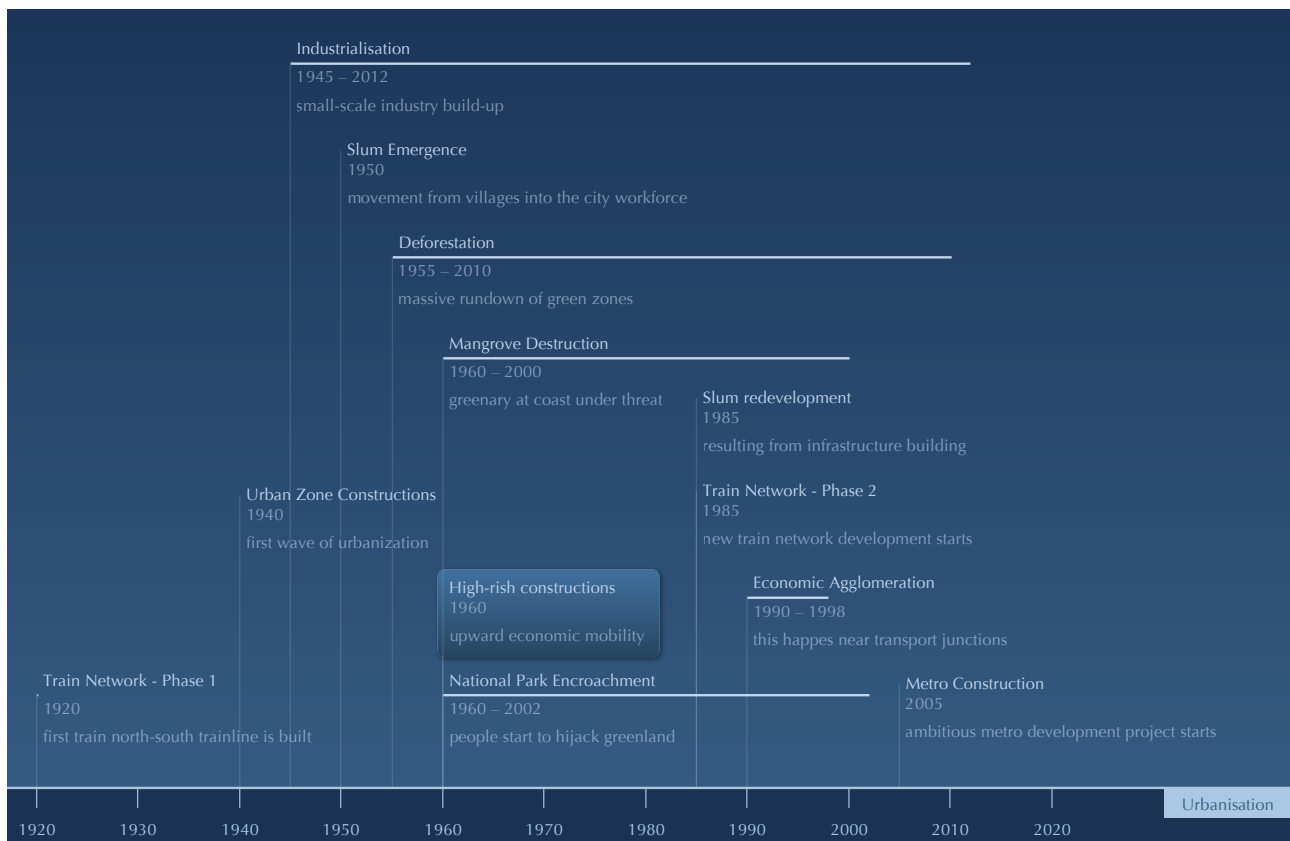 Industrialisation
1945 – 2012
small-scale industry build-up
Slum Emergence
1950
movement from villages into the city workforce
Deforestation
1955 – 2010
massive rundown of green zones
Mangrove Destruction
1960 – 2000
greenary at coast under threat
Slum redevelopment
1985
resulting from infrastructure building
Urban Zone Constructions
1940
first wave of urbanization
Train Network - Phase 2
1985
new train network development starts
High-rish constructions
1960
upward economic mobility
Economic Agglomeration
1990 – 1998
this happes near transport junctions
Train Network - Phase 1
1920
first train north-south trainline is built
National Park Encroachment
1960 – 2002
people start to hijack greenland
Metro Construction
2005
ambitious metro development project starts
Urbanisation
1920 1930 1940 1950 1960 1970 1980 1990 2000 2010 2020